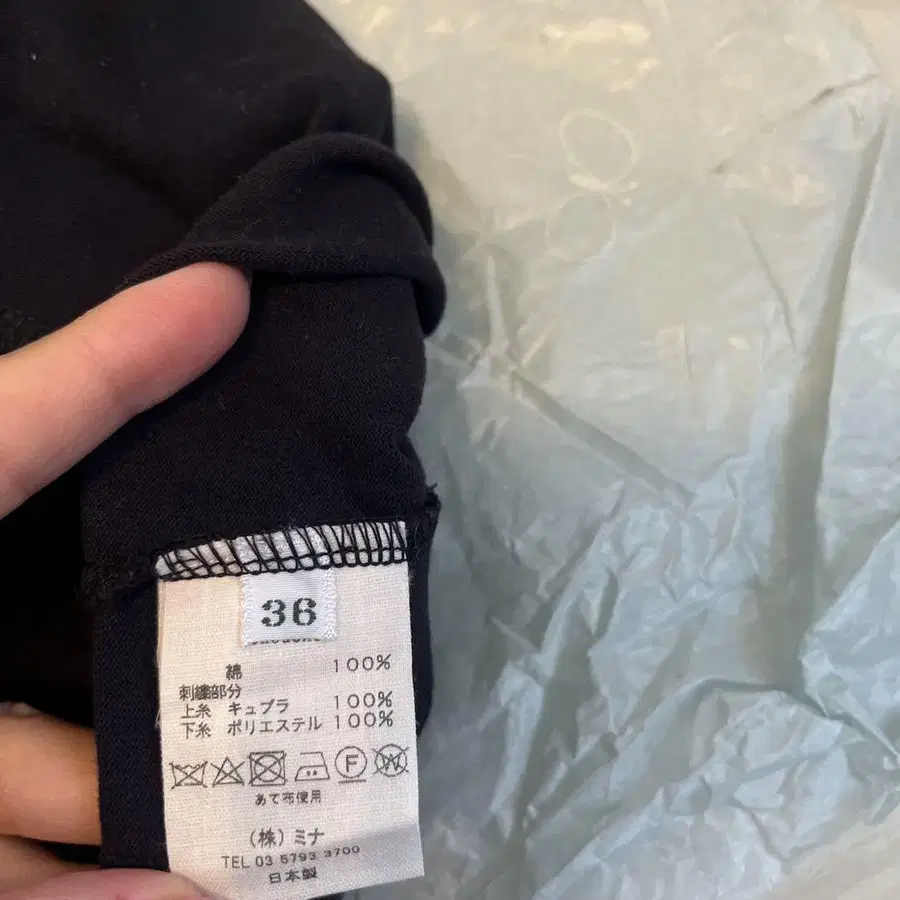 36
綿 100%
刺繍部分
上糸 キュプラ 100%
下糸 ポリエステル 100%
F W
あて布使用
(株) ミナ
TEL 03 5793 3700
日本製